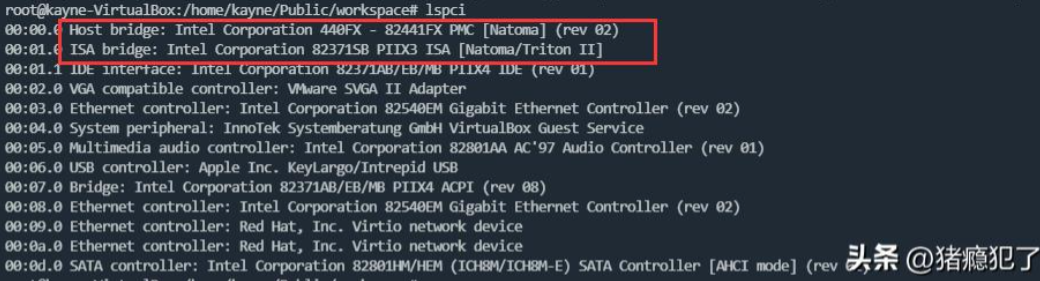 root@kayne-VirtualBox:/home/kayne/Public/workspace# lspci
00:00.0 Host bridge: Intel Corporation 440FX - 82441FX PMC [Natoma] (rev 02)
00:01.0 ISA bridge: Intel Corporation 82371SB PIIX3 ISA [Natoma/Triton II]
00:01.1 IDE interface: Intel Corporation 82371AB/EB/MB PIIX4 IDE (rev 01)
00:02.0 VGA compatible controller: VMware SVGA II Adapter
00:03.0 Ethernet controller: Intel Corporation 82540EM Gigabit Ethernet Controller (rev 02)
00:04.0 System peripheral: InnoTek Systemberatung GmbH VirtualBox Guest Service
00:05.0 Multimedia audio controller: Intel Corporation 82801AA AC'97 Audio Controller (rev 01)
00:06.0 USB controller: Apple Inc. KeyLargo/Intrepid USB
00:07.0 Bridge: Intel Corporation 82371AB/EB/MB PIIX4 ACPI (rev 08)
00:08.0 Ethernet controller: Intel Corporation 82540EM Gigabit Ethernet Controller (rev 02)
00:09.0 Ethernet controller: Red Hat, Inc. Virtio network device
00:0a.0 Ethernet controller: Red Hat, Inc. Virtio network device
00:0d.0 SATA controller: Intel Corporation 82801HM/HEM (ICH8M/ICH8M-E) SATA Controller [AHCI mode] (rev
头条 @猪瘾犯了